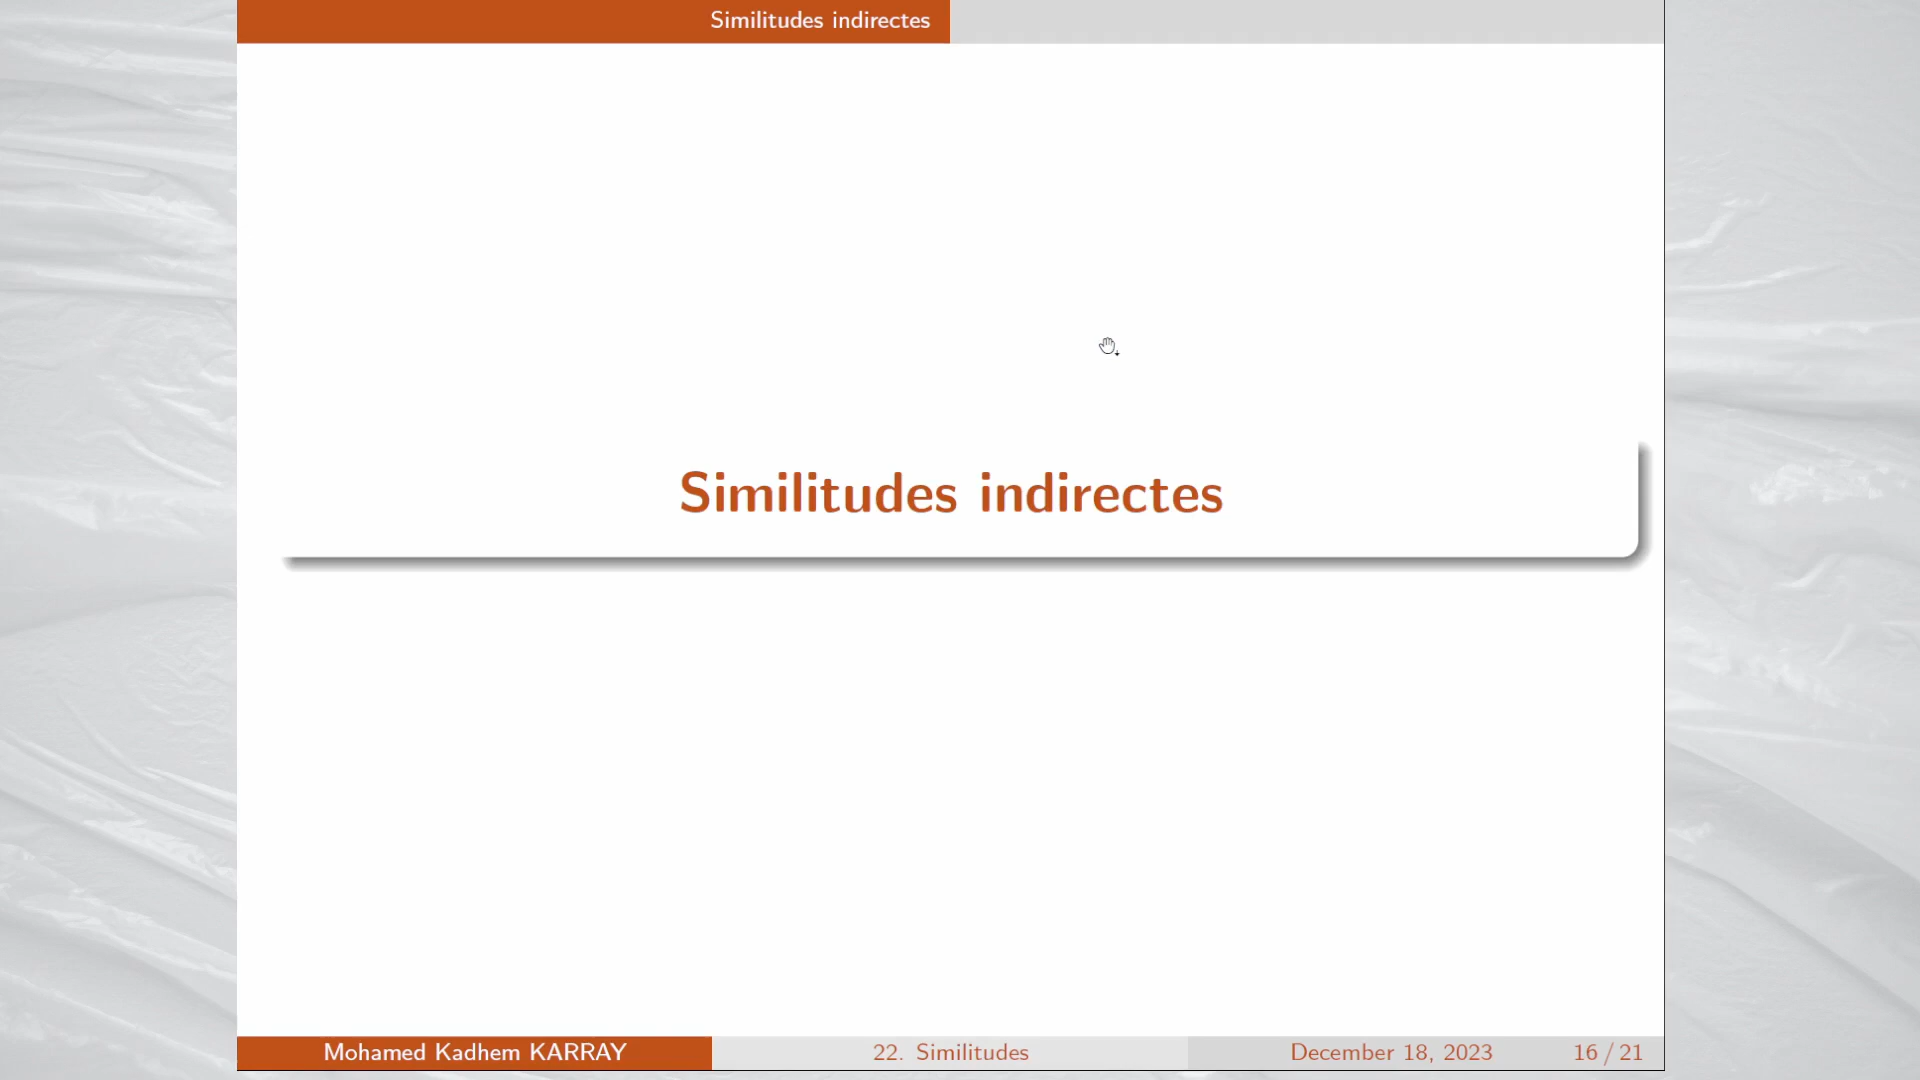 Similitudes indirectes
Similitudes indirectes
Mohamed Kadhem KARRAY
22. Similitudes
December 18, 2023
16 / 21